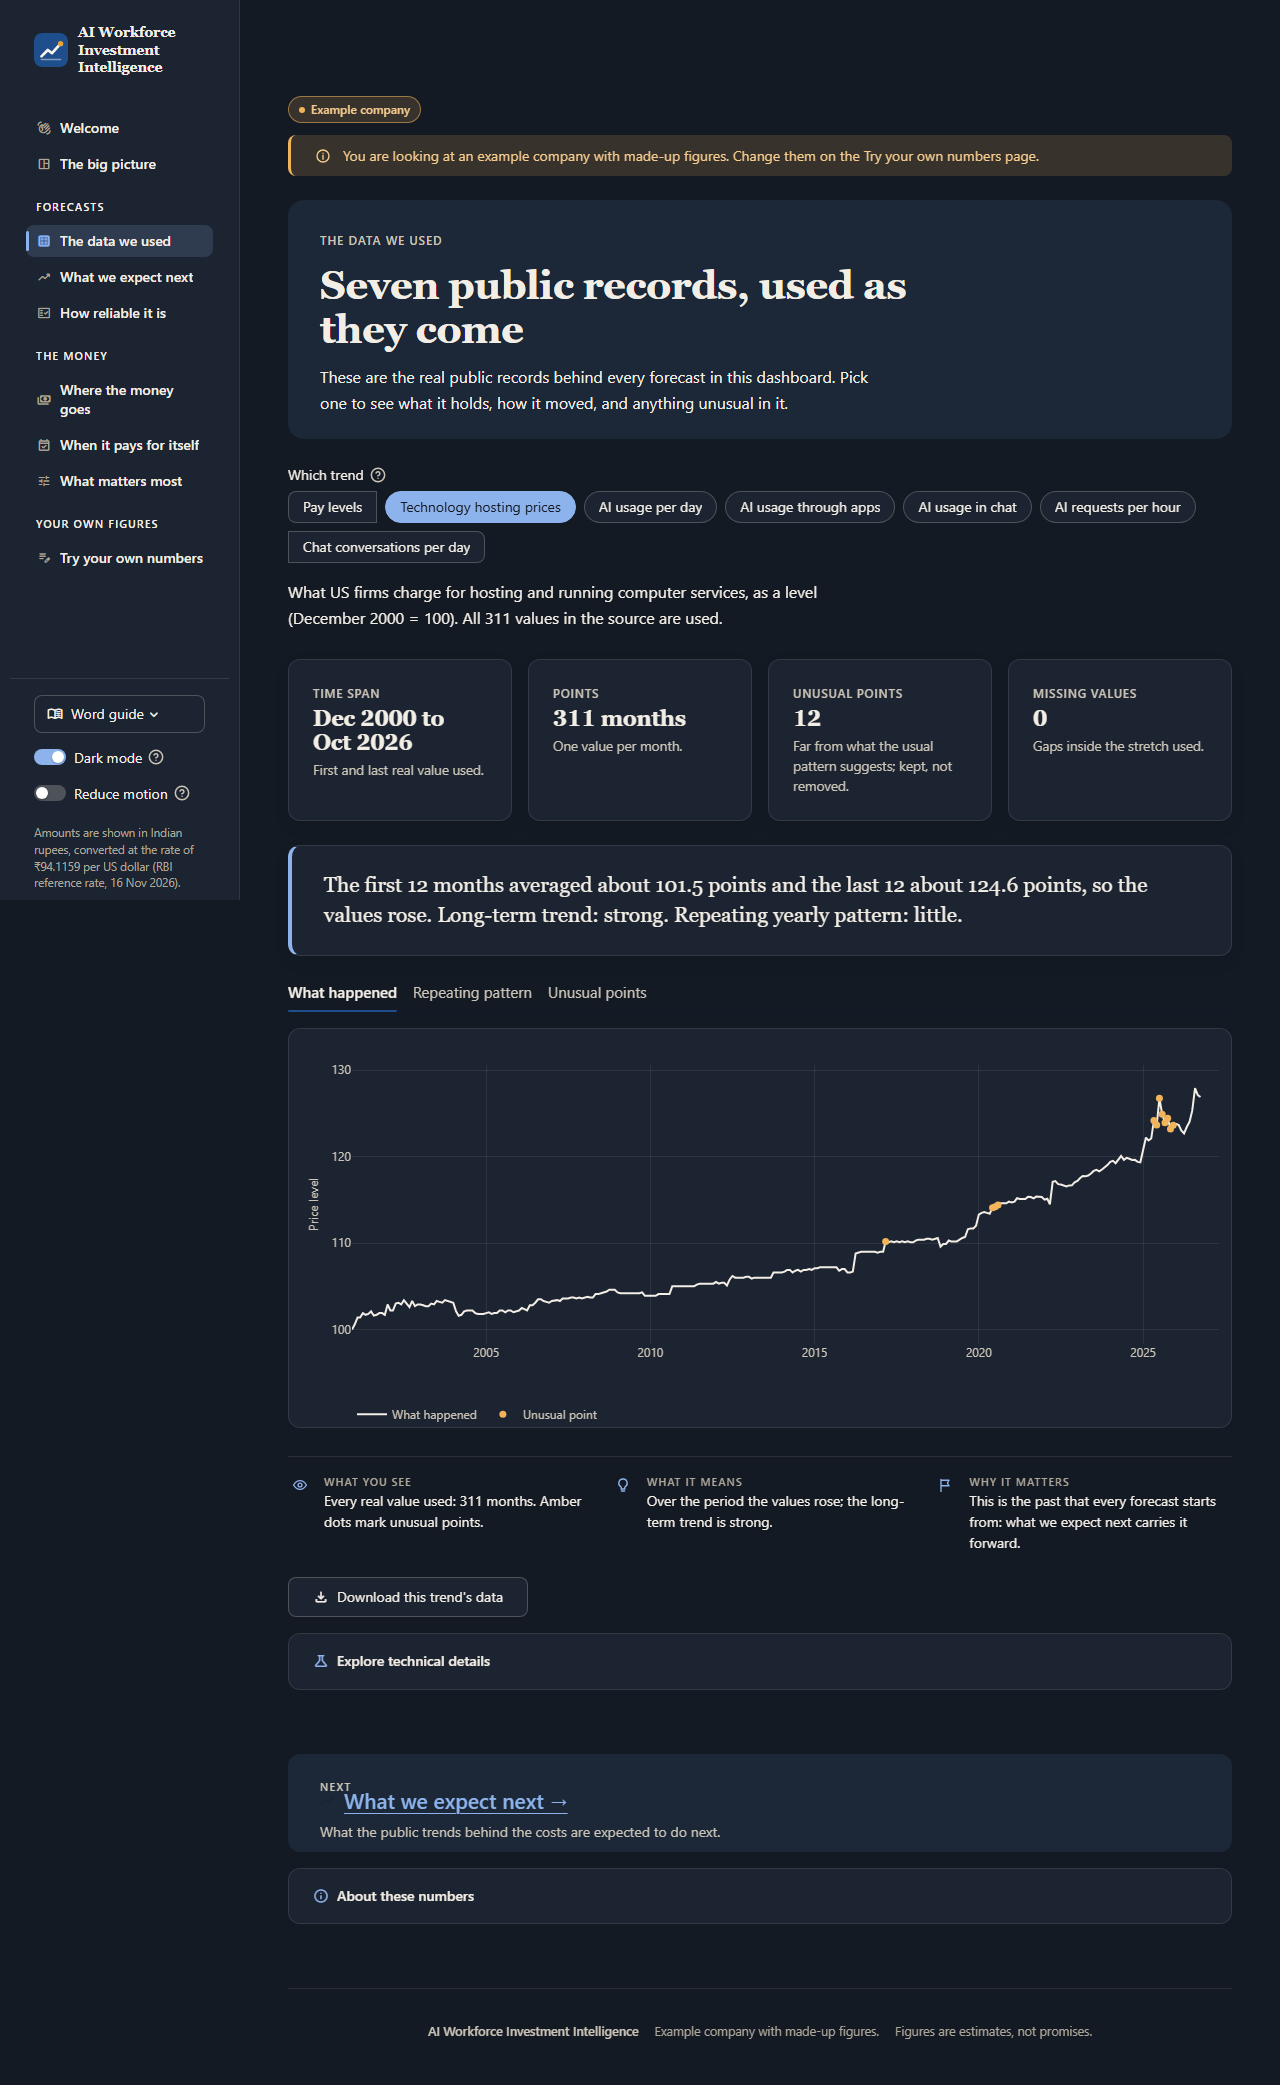 AI Workforce
Investment
Intelligence
Welcome
The big picture
FORECASTS
The data we used
What we expect next
How reliable it is
THE MONEY
Where the money
goes
When it pays for itself
What matters most
YOUR OWN FIGURES
Try your own numbers
Word guide
Dark mode
Reduce motion
Amounts are shown in Indian
rupees, converted at the rate of
₹94.1159 per US dollar (RBI
reference rate, 16 Nov 2026).
Example company
You are looking at an example company with made-up figures. Change them on the Try your own numbers page.
THE DATA WE USED
Seven public records, used as
they come
These are the real public records behind every forecast in this dashboard. Pick
one to see what it holds, how it moved, and anything unusual in it.
Which trend
Pay levels
Technology hosting prices
AI usage per day
AI usage through apps
AI usage in chat
AI requests per hour
Chat conversations per day
What US firms charge for hosting and running computer services, as a level
(December 2000 = 100). All 311 values in the source are used.
TIME SPAN
Dec 2000 to
Oct 2026
First and last real value used.
POINTS
311 months
One value per month.
UNUSUAL POINTS
12
Far from what the usual
pattern suggests; kept, not
removed.
MISSING VALUES
0
Gaps inside the stretch used.
The first 12 months averaged about 101.5 points and the last 12 about 124.6 points, so the
values rose. Long-term trend: strong. Repeating yearly pattern: little.
What happened
Repeating pattern
Unusual points
130
120
110
100
Price level
2005
2010
2015
2020
2025
What happened
Unusual point
WHAT YOU SEE
Every real value used: 311 months. Amber
dots mark unusual points.
WHAT IT MEANS
Over the period the values rose; the long-
term trend is strong.
WHY IT MATTERS
This is the past that every forecast starts
from: what we expect next carries it
forward.
Download this trend's data
Explore technical details
NEXT
What we expect next →
What the public trends behind the costs are expected to do next.
About these numbers
AI Workforce Investment Intelligence
Example company with made-up figures.
Figures are estimates, not promises.